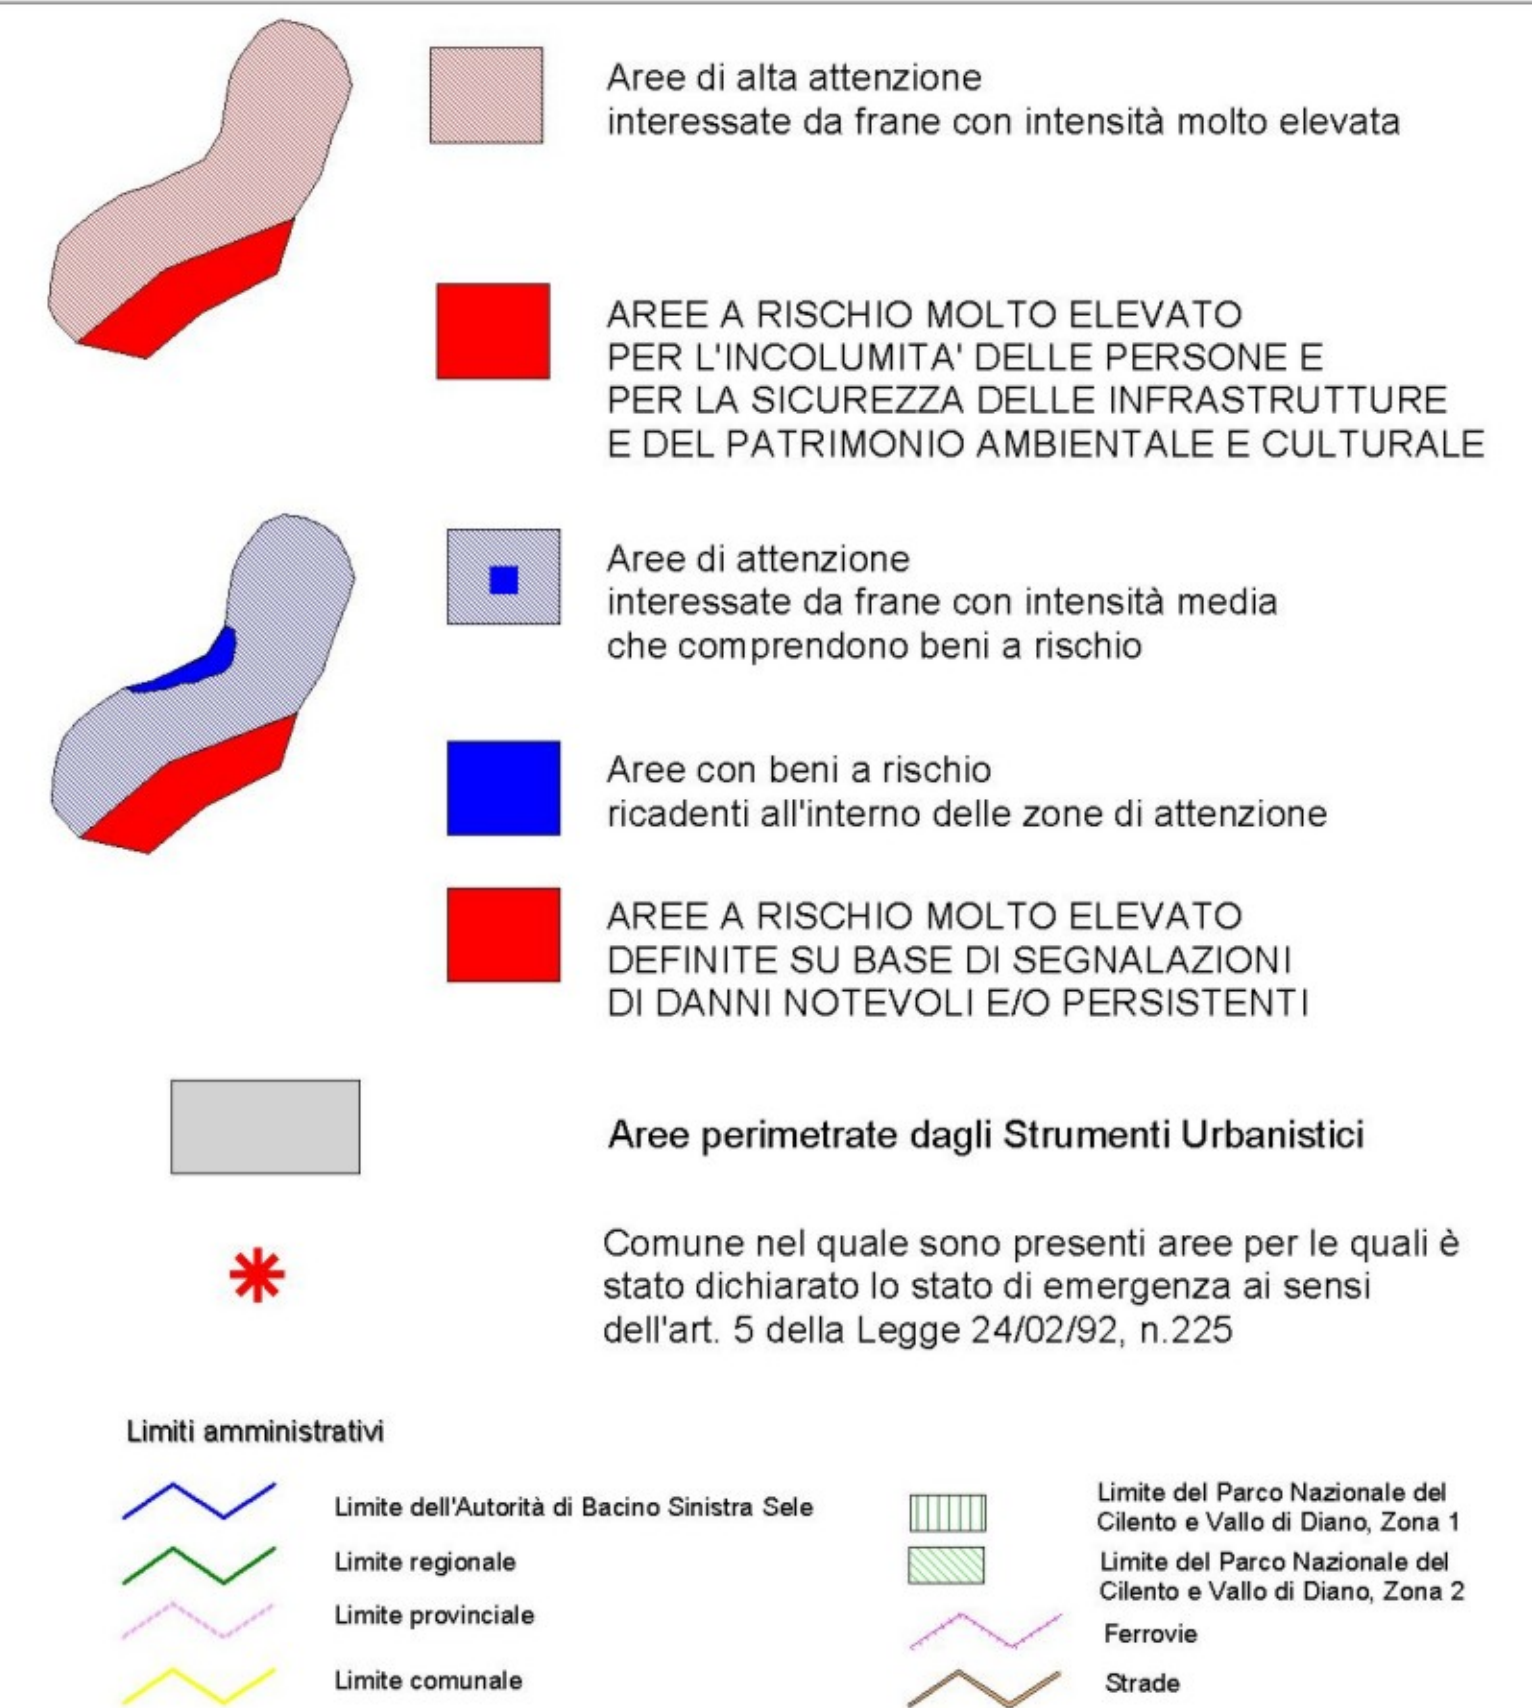 Aree di alta attenzione
interessate da frane con intensità molto elevata
AREE A RISCHIO MOLTO ELEVATO
PER L'INCOLUMITA' DELLE PERSONE E
PER LA SICUREZZA DELLE INFRASTRUTTURE
E DEL PATRIMONIO AMBIENTALE E CULTURALE
Aree di attenzione
interessate da frane con intensità media
che comprendono beni a rischio
Aree con beni a rischio
ricadenti all'interno delle zone di attenzione
AREE A RISCHIO MOLTO ELEVATO
DEFINITE SU BASE DI SEGNALAZIONI
DI DANNI NOTEVOLI E/O PERSISTENTI
Aree perimetrate dagli Strumenti Urbanistici
Comune nel quale sono presenti aree per le quali è
stato dichiarato lo stato di emergenza ai sensi
dell'art. 5 della Legge 24/02/92, n.225
Limiti amministrativi
Limite dell'Autorità di Bacino Sinistra Sele
Limite regionale
Limite provinciale
Limite comunale
Limite del Parco Nazionale del
Cilento e Vallo di Diano, Zona 1
Limite del Parco Nazionale del
Cilento e Vallo di Diano, Zona 2
Ferrovie
Strade